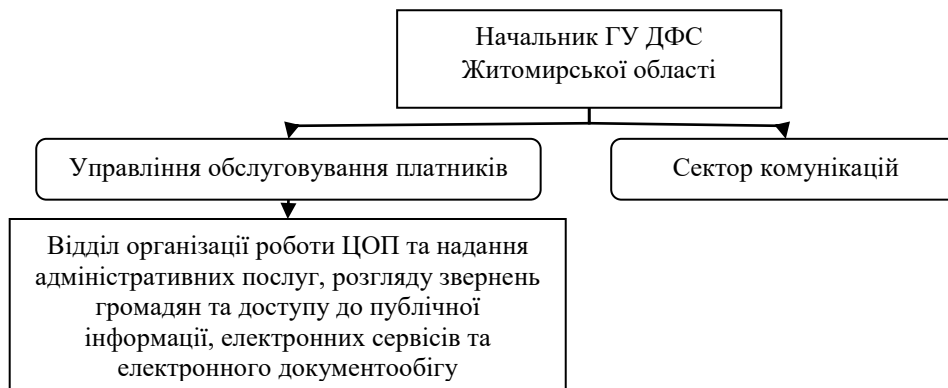 Начальник ГУ ДФС
Житомирської області
Управління обслуговування платників
Сектор комунікацій
Відділ організації роботи ЦОП та надання
адміністративних послуг, розгляду звернень
громадян та доступу до публічної
інформації, електронних сервісів та
електронного документообігу